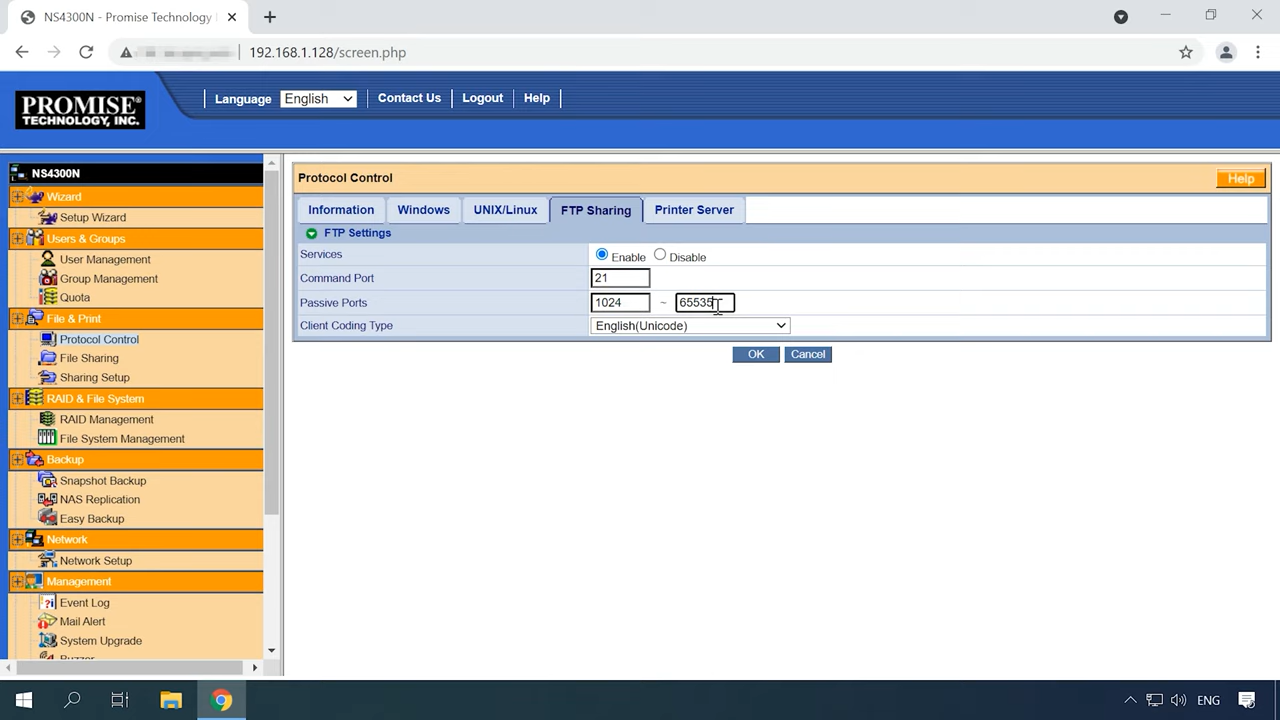 NS4300N - Promise Technology
192.168.1.128/screen.php
PROMISE®
TECHNOLOGY, INC.
Language English Contact Us Logout Help
NS4300N
Wizard
Setup Wizard
Users & Groups
User Management
Group Management
Quota
File & Print
Protocol Control
File Sharing
Sharing Setup
RAID & File System
RAID Management
File System Management
Backup
Snapshot Backup
NAS Replication
Easy Backup
Network
Network Setup
Management
Event Log
Mail Alert
System Upgrade
Protocol Control Help
Information Windows UNIX/Linux FTP Sharing Printer Server
FTP Settings
Services Enable Disable
Command Port 21
Passive Ports 1024 ~ 65535
Client Coding Type English(Unicode)
OK Cancel
ENG